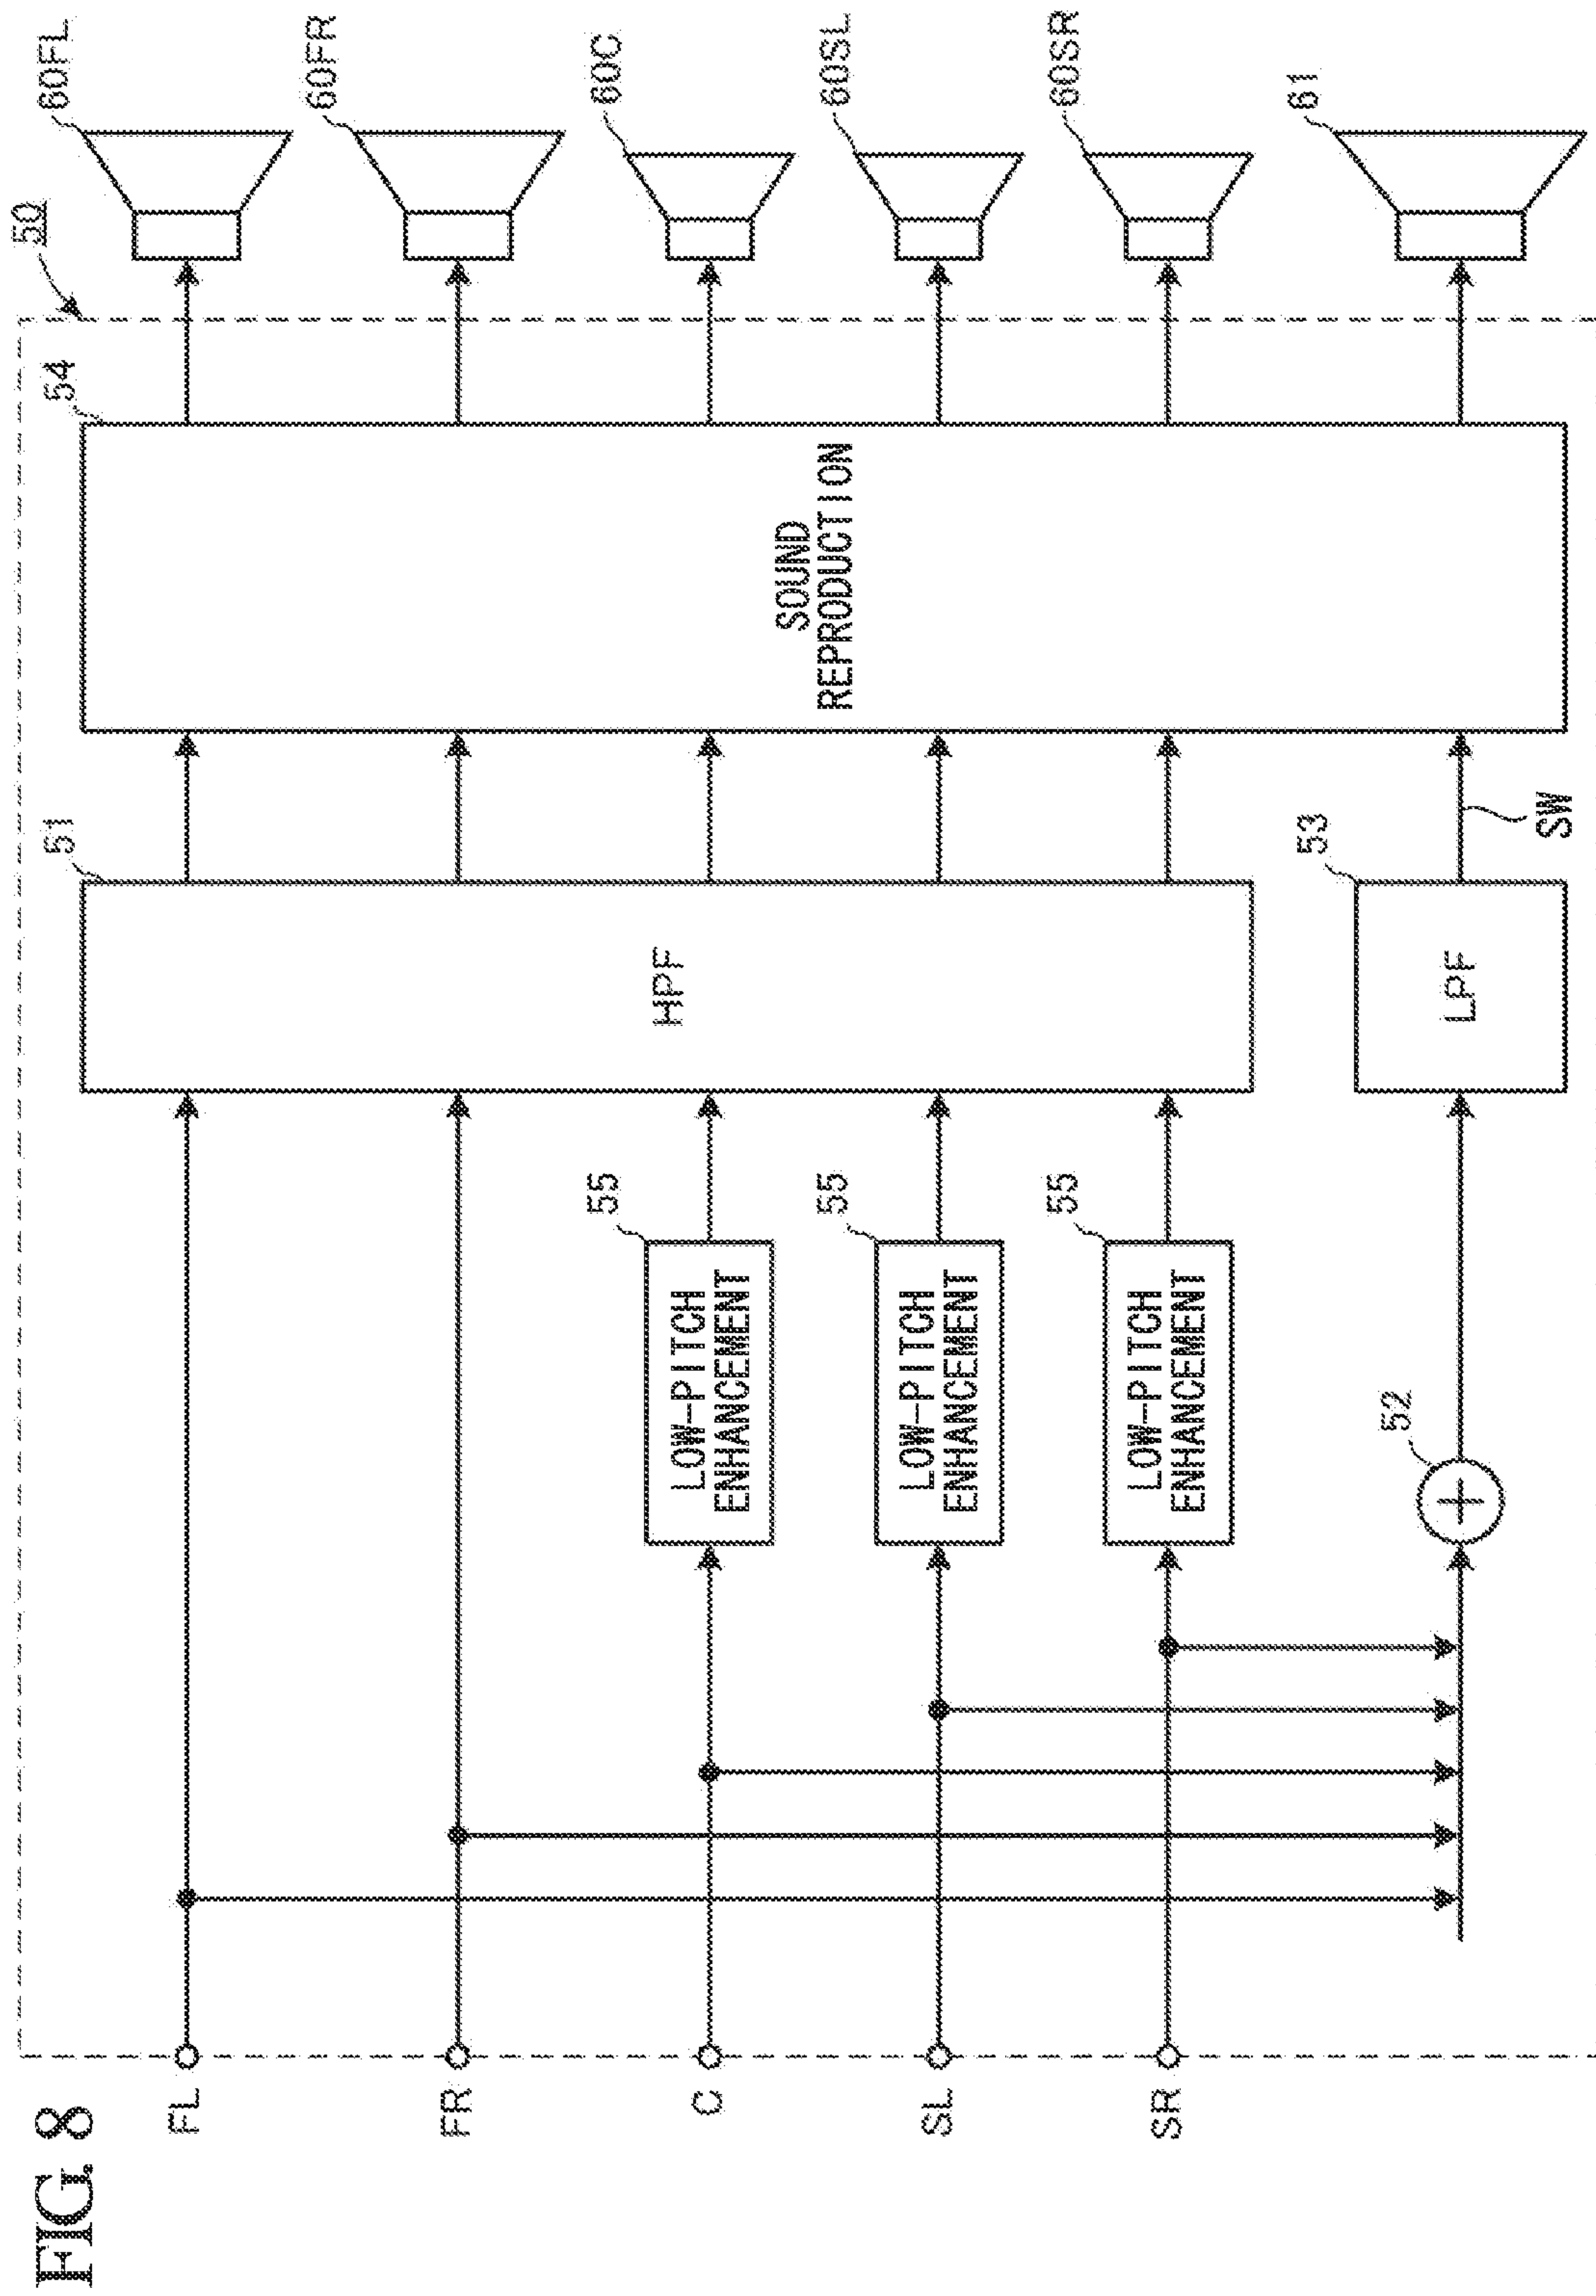 FIG. 8
50
FL
FR
C
SL
SR
LOW-PITCH
ENHANCEMENT
55
LOW-PITCH
ENHANCEMENT
55
LOW-PITCH
ENHANCEMENT
55
52
HPF
51
LPF
53
SW
SOUND
REPRODUCTION
54
60FL
60FR
60C
60SL
60SR
61